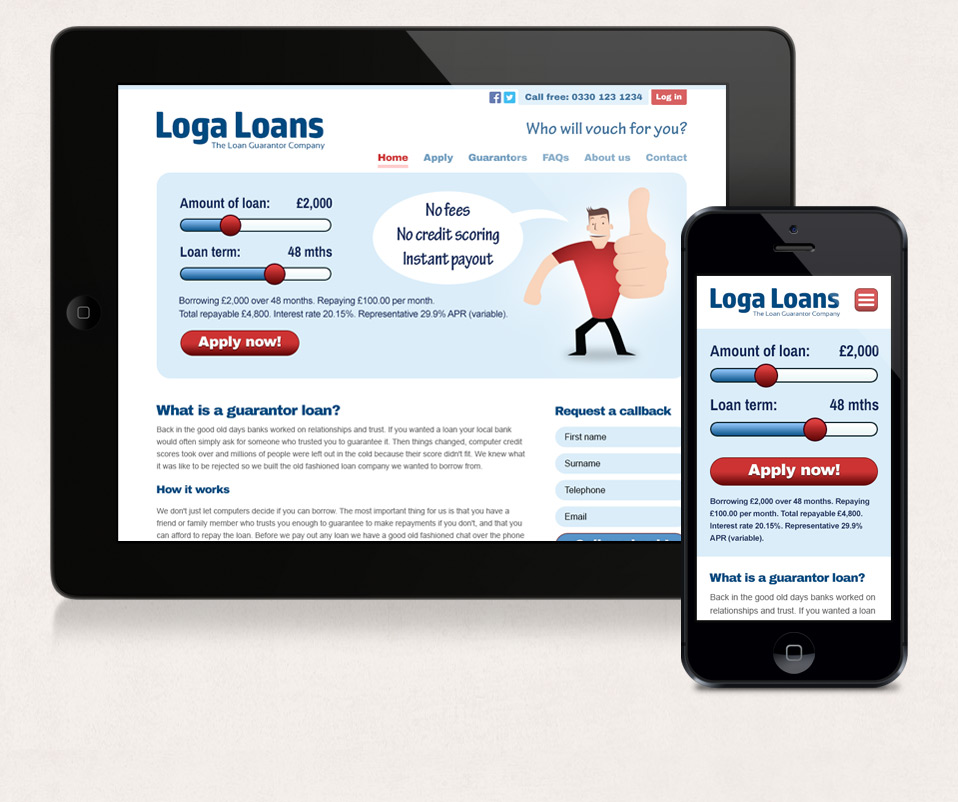 Call free: 0330 123 1234
Log in
Loga Loans
The Loan Guarantor Company
Who will vouch for you?
Home Apply Guarantors FAQs About us Contact
Amount of loan: £2,000
Loan term: 48 mths
Borrowing £2,000 over 48 months. Repaying £100.00 per month.
Total repayable £4,800. Interest rate 20.15%. Representative 29.9% APR (variable).
Apply now!
No fees
No credit scoring
Instant payout
What is a guarantor loan?
Back in the good old days banks worked on relationships and trust. If you wanted a loan your local bank
would often simply ask for someone who trusted you to guarantee it. Then things changed, computer credit
scores took over and millions of people were left out in the cold because their score didn't fit. We knew what
it was like to be rejected so we built the old fashioned loan company we wanted to borrow from.
How it works
We don't just let computers decide if you can borrow. The most important thing for us is that you have a
friend or family member who trusts you enough to guarantee to make repayments if you don't, and that you
can afford to repay the loan. Before we pay out any loan we have a good old fashioned chat over the phone
Request a callback
First name
Surname
Telephone
Email
Loga Loans
The Loan Guarantor Company
Amount of loan: £2,000
Loan term: 48 mths
Apply now!
Borrowing £2,000 over 48 months. Repaying
£100.00 per month. Total repayable £4,800.
Interest rate 20.15%. Representative 29.9%
APR (variable).
What is a guarantor loan?
Back in the good old days banks worked on
relationships and trust. If you wanted a loan